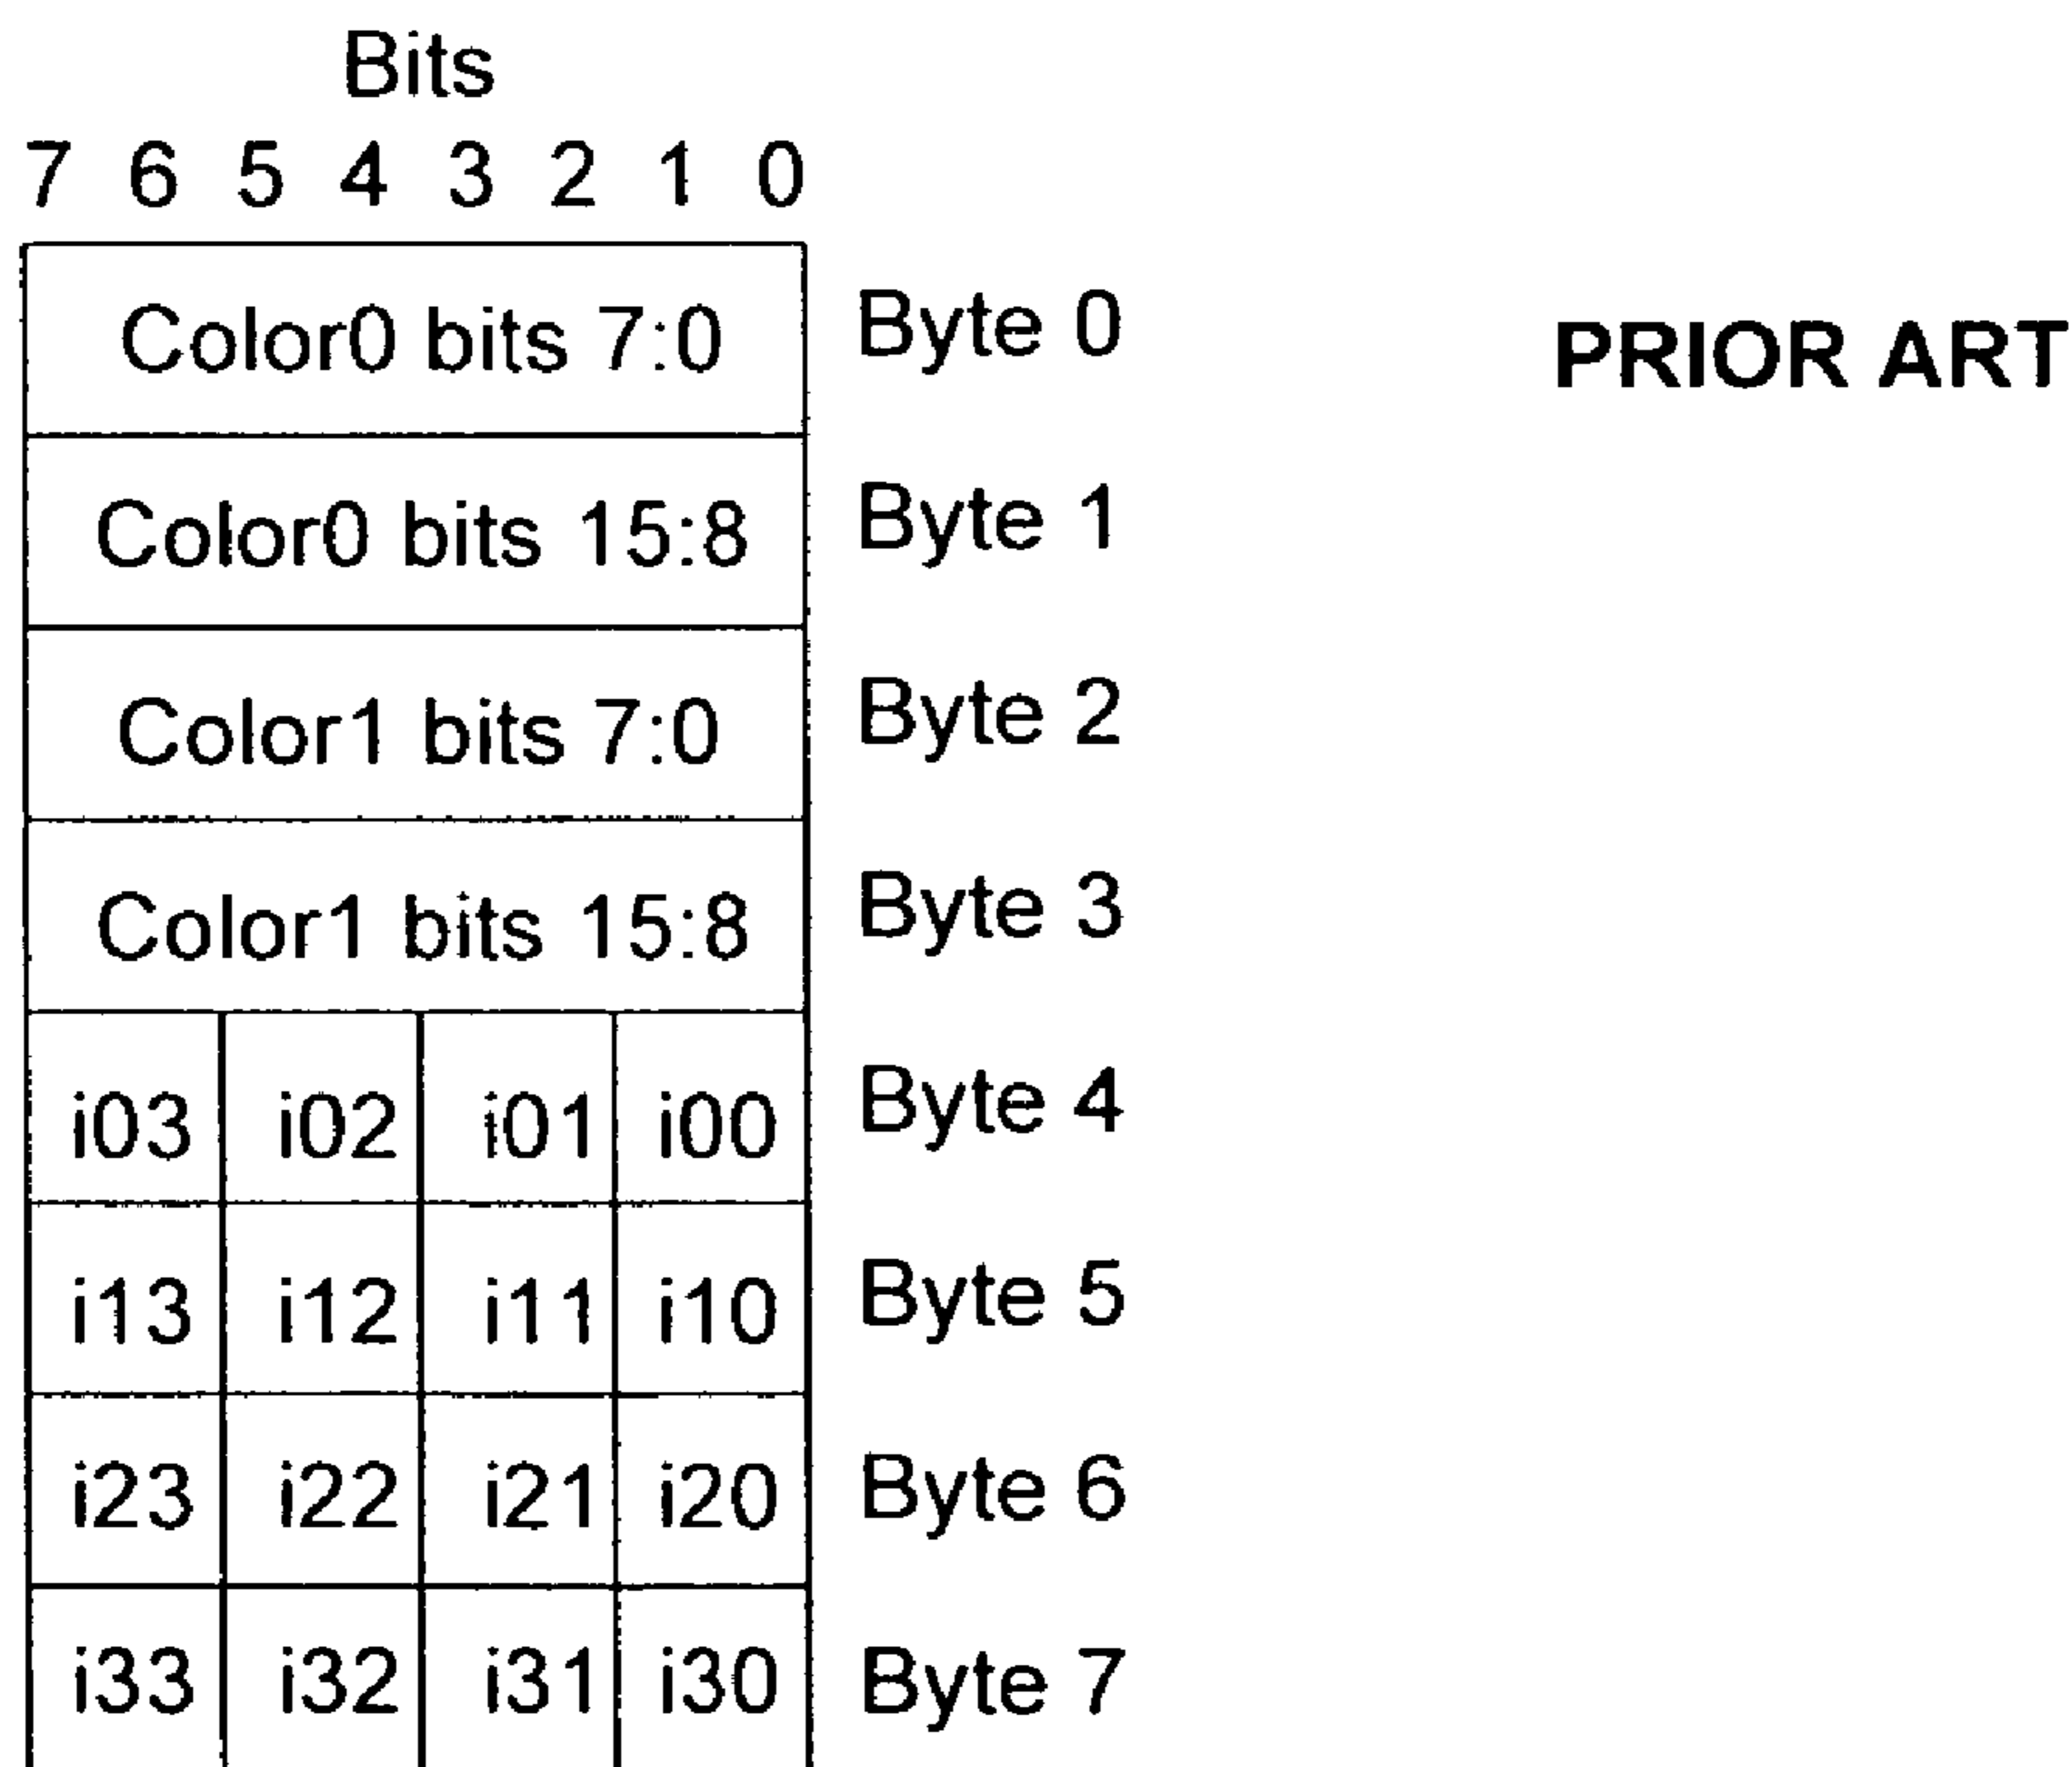 Bits
7 6 5 4 3 2 1 0
Color0 bits 7:0 Byte 0
PRIOR ART
Color0 bits 15:8 Byte 1
Color1 bits 7:0 Byte 2
Color1 bits 15:8 Byte 3
i03 i02 i01 i00 Byte 4
i13 i12 i11 i10 Byte 5
i23 i22 i21 i20 Byte 6
i33 i32 i31 i30 Byte 7